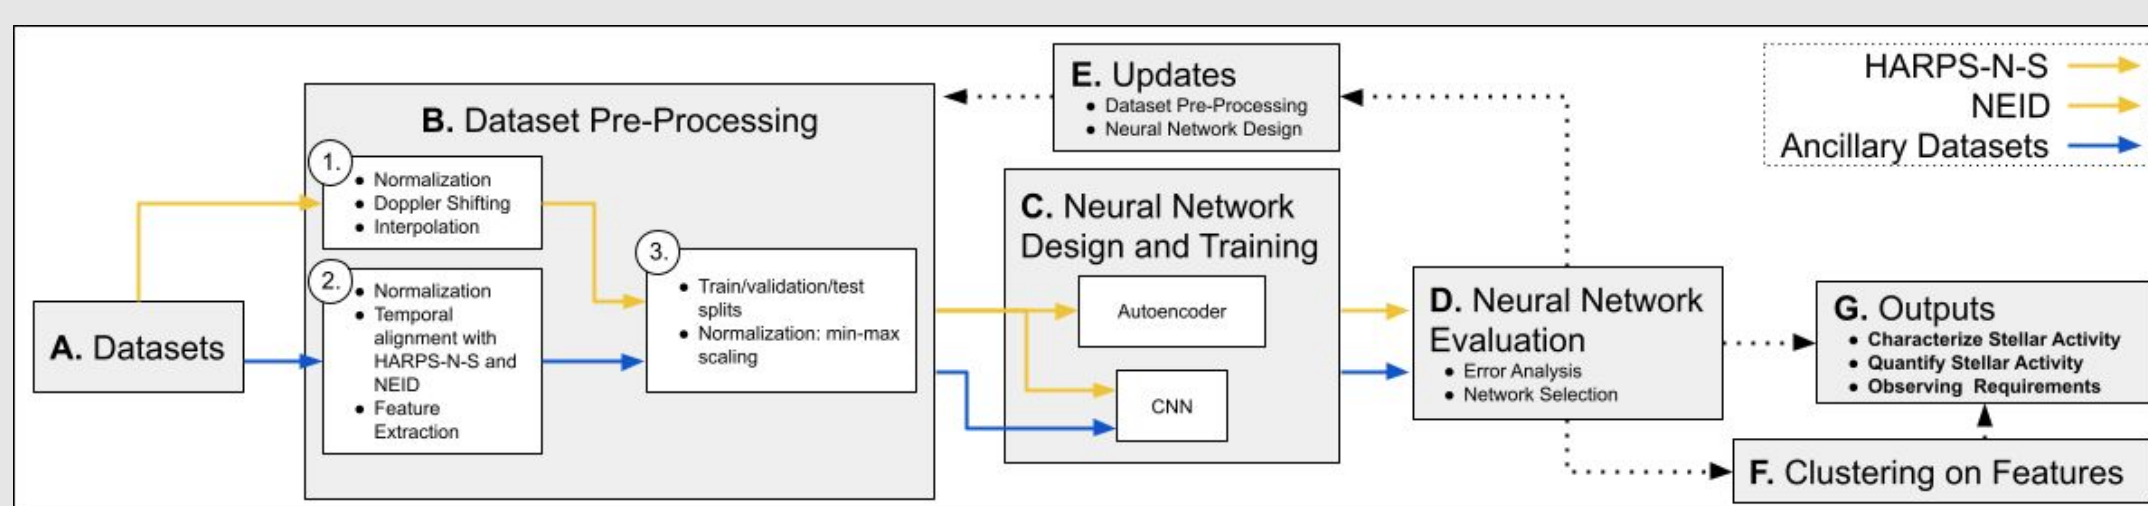 B. Dataset Pre-Processing
1.
● Normalization
● Doppler Shifting
● Interpolation
2.
● Normalization
● Temporal
alignment with
HARPS-N-S and
NEID
● Feature
Extraction
3.
● Train/validation/test
splits
● Normalization: min-max
scaling
A. Datasets
E. Updates
● Dataset Pre-Processing
● Neural Network Design
C. Neural Network
Design and Training
Autoencoder
CNN
D. Neural Network
Evaluation
● Error Analysis
● Network Selection
HARPS-N-S
NEID
Ancillary Datasets
G. Outputs
● Characterize Stellar Activity
● Quantify Stellar Activity
● Observing Requirements
F. Clustering on Features